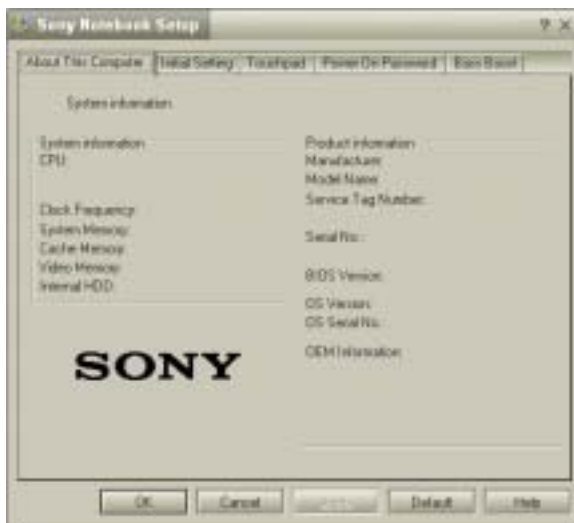 Sony Notebook Setup
? ×
About This Computer Initial Setting Touchpad Power On Password Bass Boost
System information
System information
CPU:
Clock Frequency:
System Memory:
Cache Memory:
Video Memory:
Internal HDD:
Product information
Manufacturer:
Model Name:
Service Tag Number:
Serial No.:
BIOS Version:
OS Version:
OS Serial No.:
OEM Information:
SONY
OK Cancel Default Help